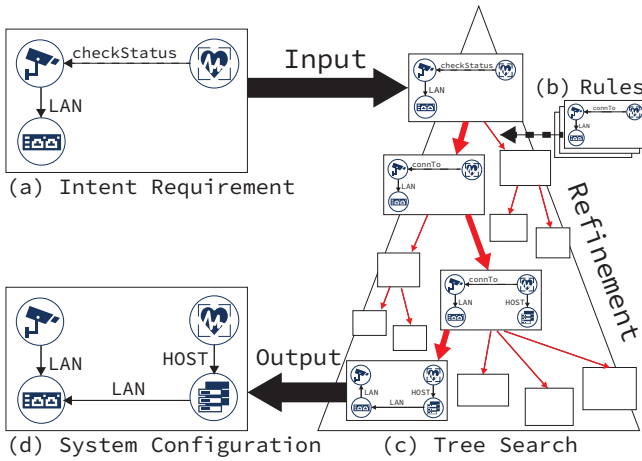 checkStatus
LAN
(a) Intent Requirement
Input
checkStatus
LAN
(b) Rules
connTo
LAN
connTo
LAN
Refinement
connTo
LAN
HOST
Output
LAN
HOST
LAN
LAN
HOST
LAN
(d) System Configuration
(c) Tree Search